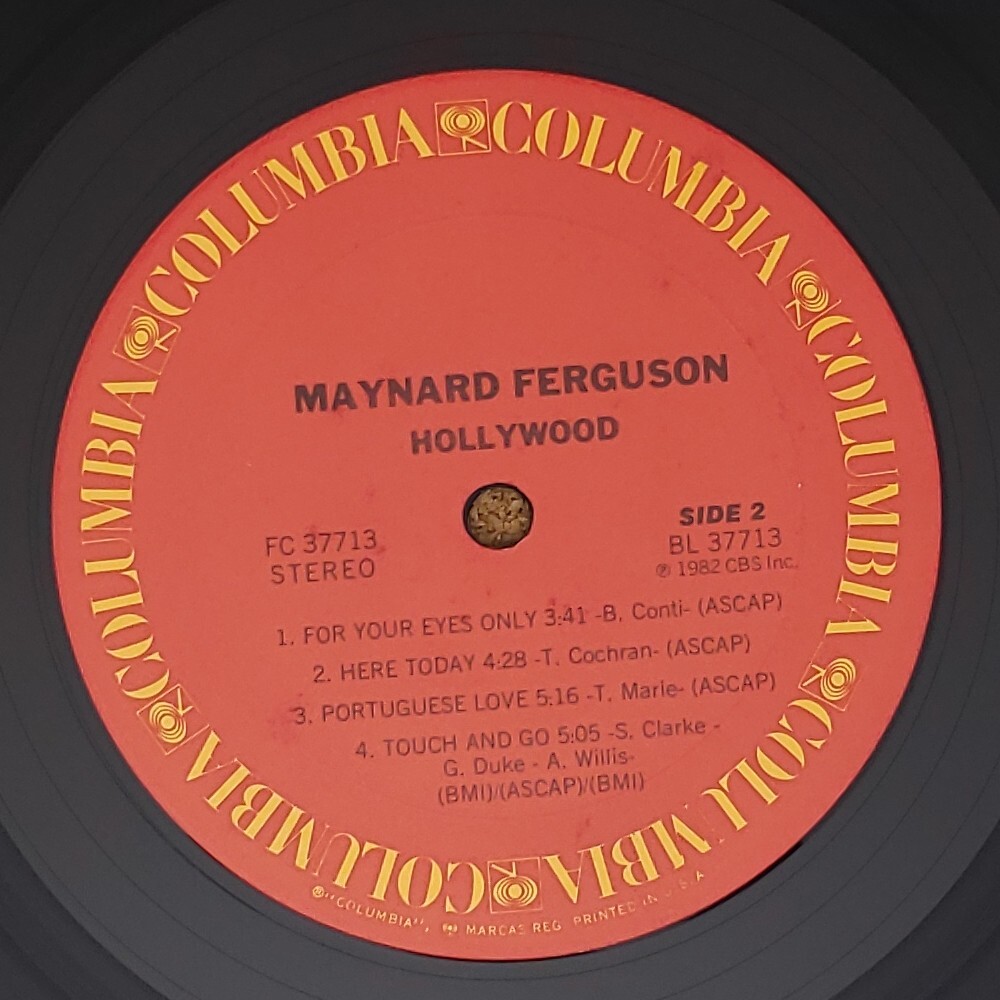 COLUMBIA COLUMBIA COLUMBIA COLUMBIA COLUMBIA COLUMBIA COLUMBIA
MAYNARD FERGUSON
HOLLYWOOD
FC 37713
STEREO
SIDE 2
BL 37713
℗ 1982 CBS Inc.
1. FOR YOUR EYES ONLY 3:41 -B. Conti- (ASCAP)
2. HERE TODAY 4:28 -T. Cochran- (ASCAP)
3. PORTUGUESE LOVE 5:16 -T. Marie- (ASCAP)
4. TOUCH AND GO 5:05 -S. Clarke -
G. Duke - A. Willis-
(BMI)/(ASCAP)/(BMI)
®"COLUMBIA", MARCAS REG. PRINTED IN U.S.A.